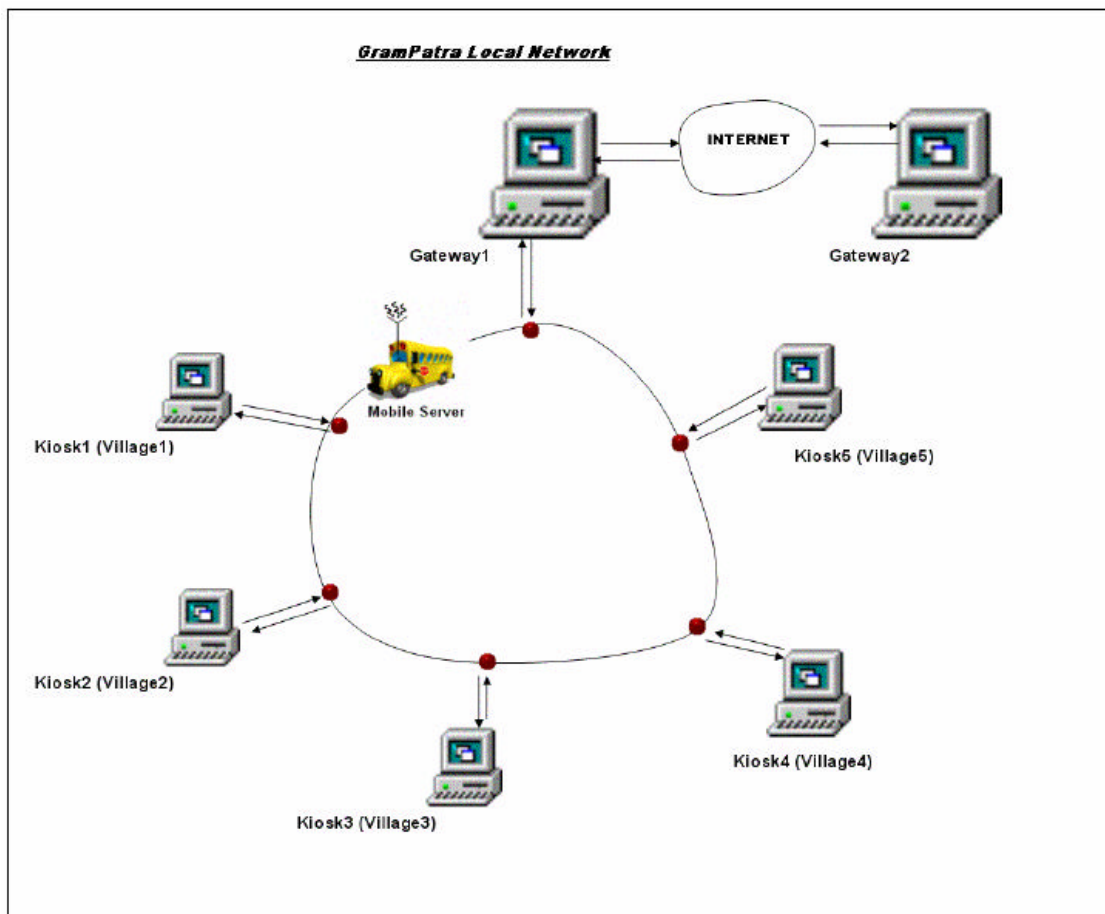 GramPatra Local Network
INTERNET
Gateway1
Gateway2
Mobile Server
Kiosk1 (Village1)
Kiosk5 (Village5)
Kiosk2 (Village2)
Kiosk4 (Village4)
Kiosk3 (Village3)